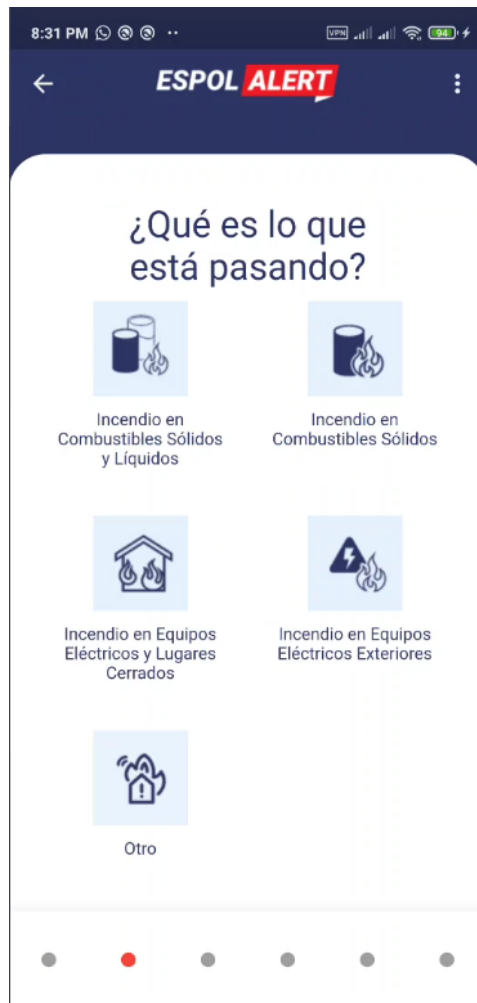 8:31 PM
VPN 94
ESPOL ALERT
¿Qué es lo que
está pasando?
Incendio en
Combustibles Sólidos
y Líquidos
Incendio en
Combustibles Sólidos
Incendio en Equipos
Eléctricos y Lugares
Cerrados
Incendio en Equipos
Eléctricos Exteriores
Otro